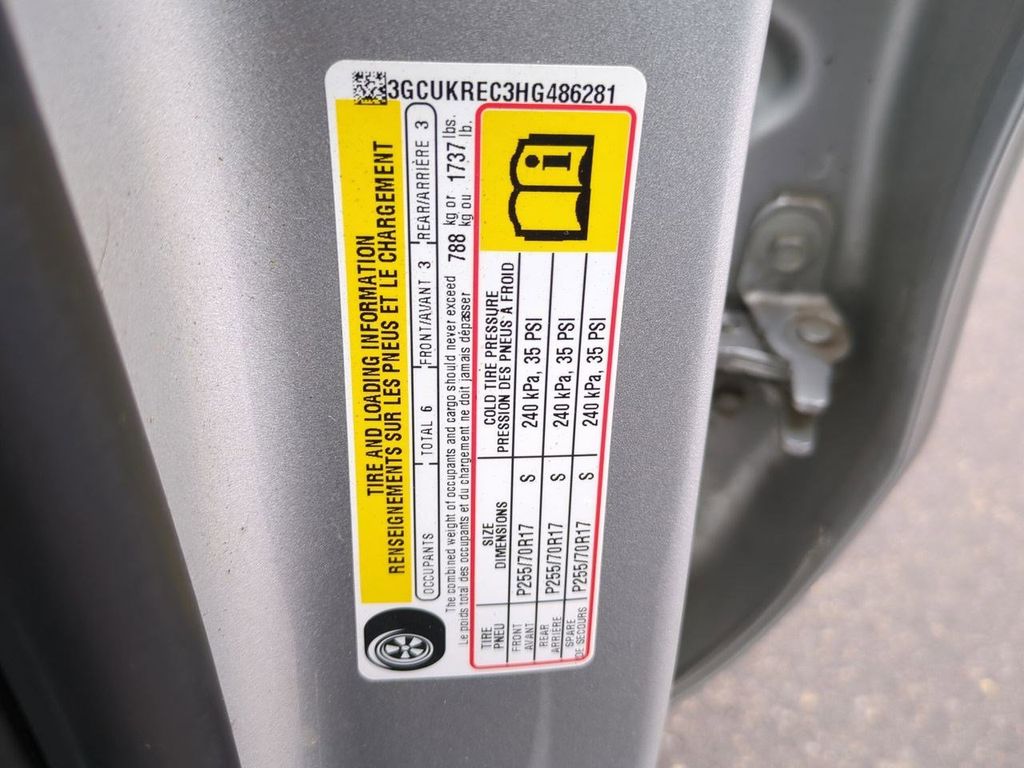 3GCUKREC3HG486281
TIRE AND LOADING INFORMATION
RENSEIGNEMENTS SUR LES PNEUS ET LE CHARGEMENT
OCCUPANTS TOTAL 6 FRONT/AVANT 3 REAR/ARRIÈRE 3
The combined weight of occupants and cargo should never exceed 788 kg or 1737 lbs.
Le poids total des occupants et du chargement ne doit jamais dépasser kg ou lb.
TIRE SIZE COLD TIRE PRESSURE
PNEU DIMENSIONS PRESSION DES PNEUS À FROID
FRONT
AVANT P255/70R17 S 240 kPa, 35 PSI
REAR
ARRIÈRE P255/70R17 S 240 kPa, 35 PSI
SPARE
DE SECOURS P255/70R17 S 240 kPa, 35 PSI